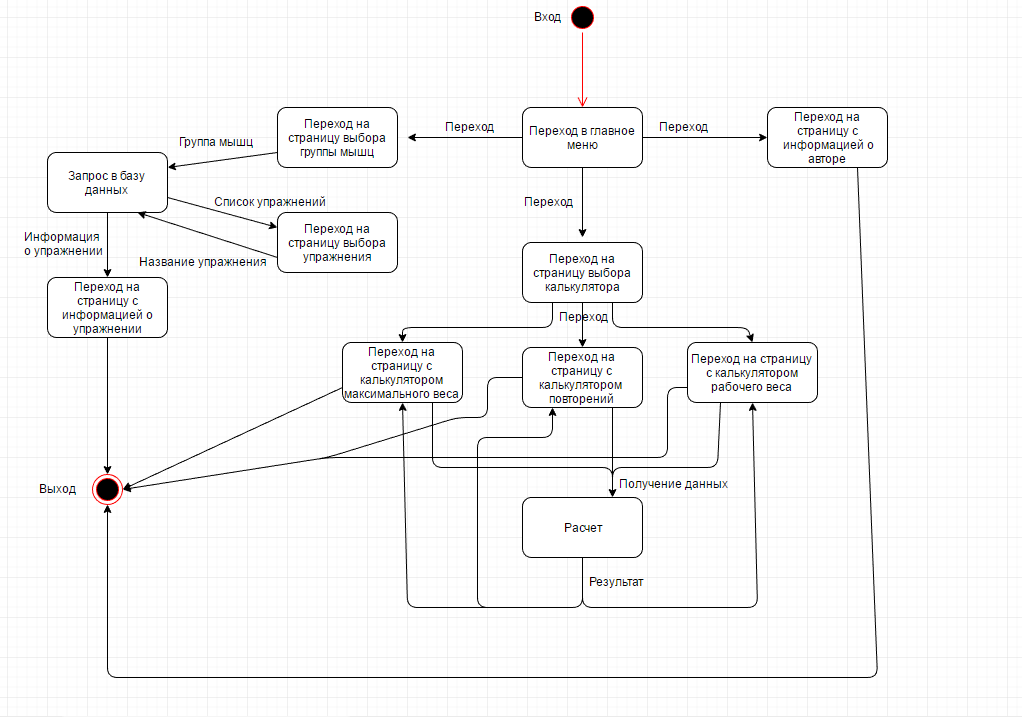 Вход
Переход в главное
меню
Переход
Переход
Переход на
страницу выбора
группы мышц
Переход на
страницу с
информацией о
авторе
Группа мышц
Запрос в базу
данных
Список упражнений
Переход на
страницу выбора
упражнения
Название упражнения
Информация
о упражнении
Переход на
страницу с
информацией о
упражнении
Переход
Переход на
страницу выбора
калькулятора
Переход
Переход на
страницу с
калькулятором
максимального веса
Переход на
страницу с
калькулятором
повторений
Переход на страницу
с калькулятором
рабочего веса
Выход
Получение данных
Расчет
Результат